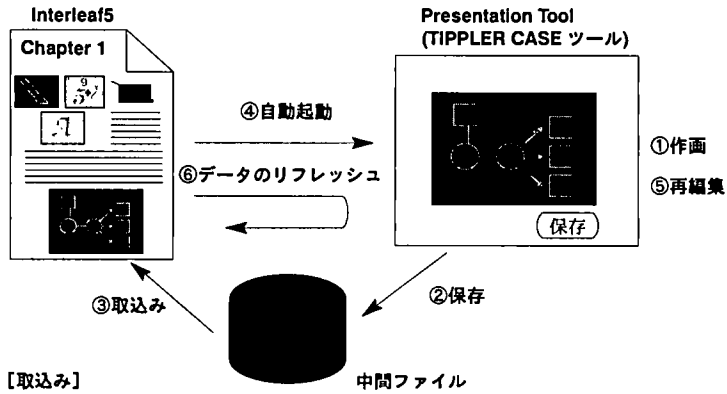 Interleaf5
Presentation Tool
(TIPPLER CASE ツール)
Chapter 1
④自動起動
①作画
⑥データのリフレッシュ
⑤再編集
保存
②保存
③取込み
[取込み]
中間ファイル